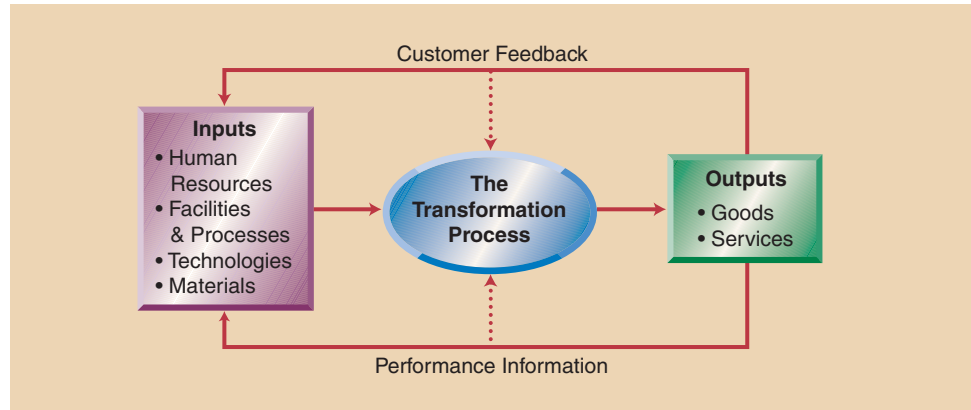 Customer Feedback
Inputs
• Human
Resources
• Facilities
& Processes
• Technologies
• Materials
The
Transformation
Process
Outputs
• Goods
• Services
Performance Information